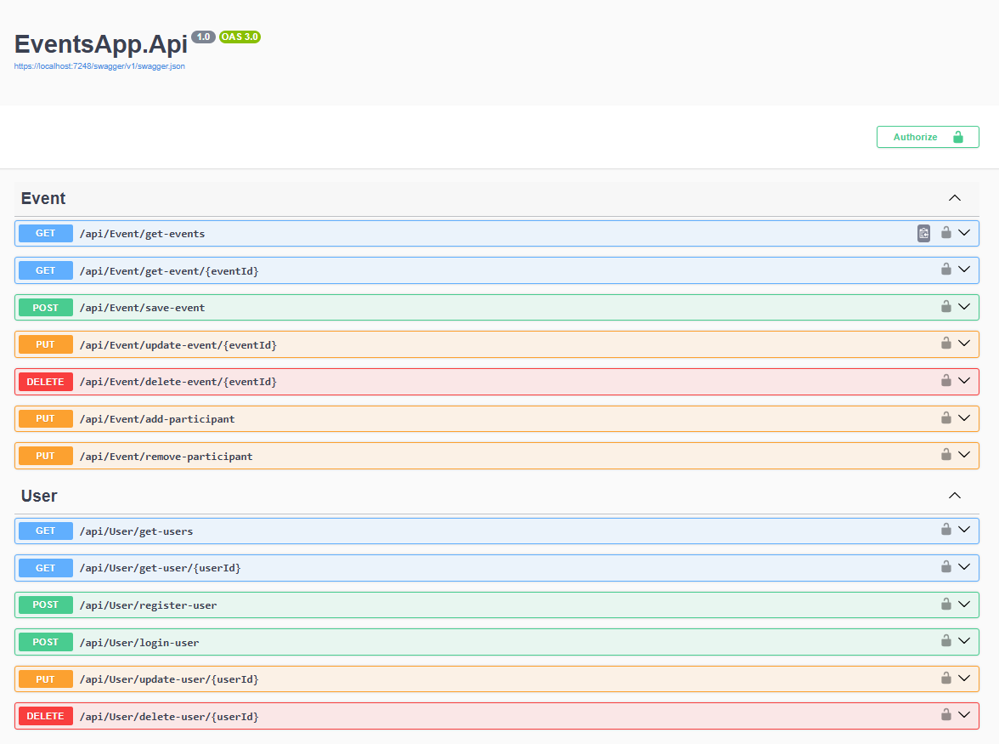 EventsApp.Api 1.0 OAS 3.0
https://localhost:7248/swagger/v1/swagger.json
Authorize
Event
GET /api/Event/get-events
GET /api/Event/get-event/{eventId}
POST /api/Event/save-event
PUT /api/Event/update-event/{eventId}
DELETE /api/Event/delete-event/{eventId}
PUT /api/Event/add-participant
PUT /api/Event/remove-participant
User
GET /api/User/get-users
GET /api/User/get-user/{userId}
POST /api/User/register-user
POST /api/User/login-user
PUT /api/User/update-user/{userId}
DELETE /api/User/delete-user/{userId}